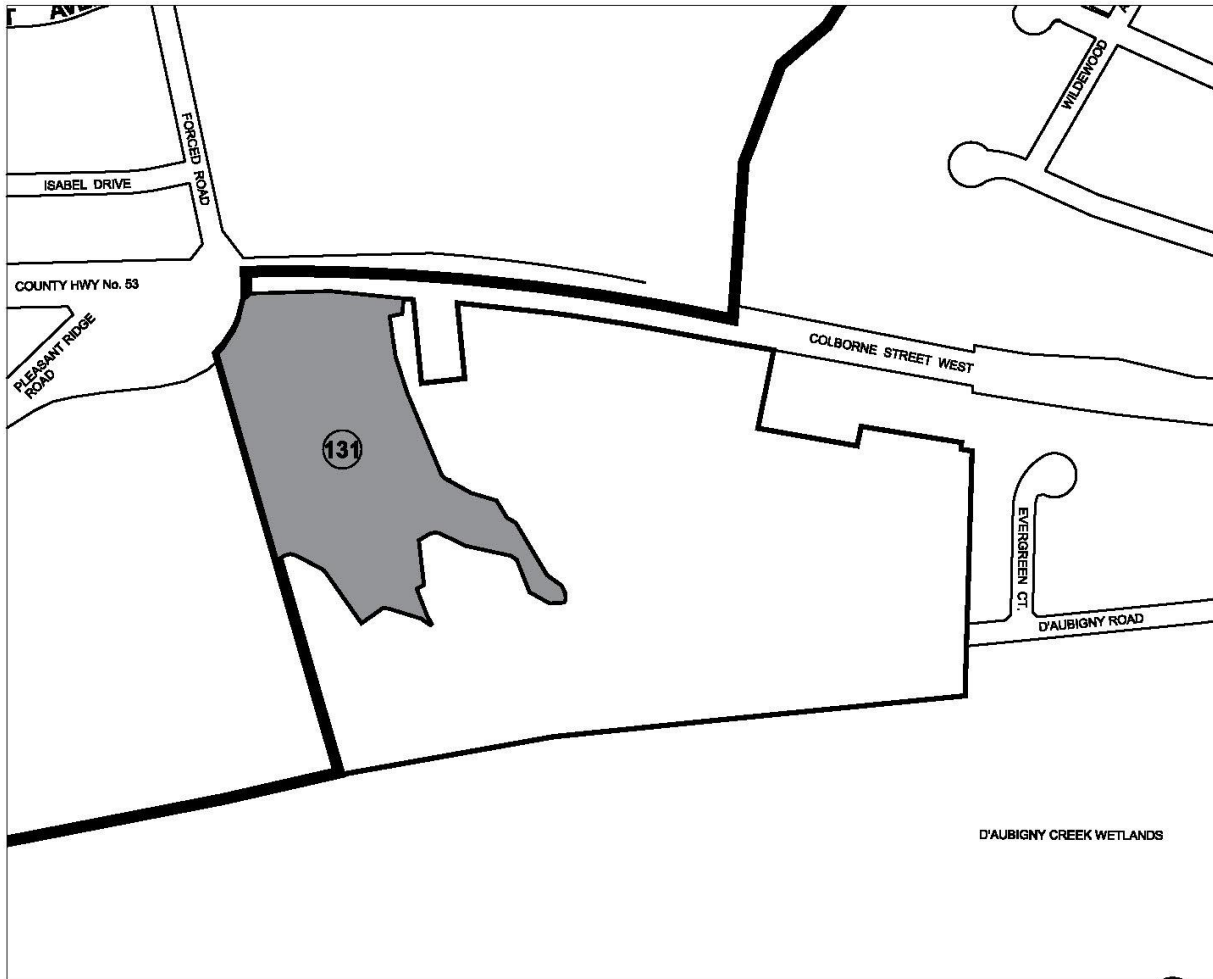 WILDEWOOD
FORCED ROAD
ISABEL DRIVE
COUNTY HWY No. 53
PLEASANT RIDGE
ROAD
COLBORNE STREET WEST
131
EVERGREEN CT.
D'AUBIGNY ROAD
D'AUBIGNY CREEK WETLANDS